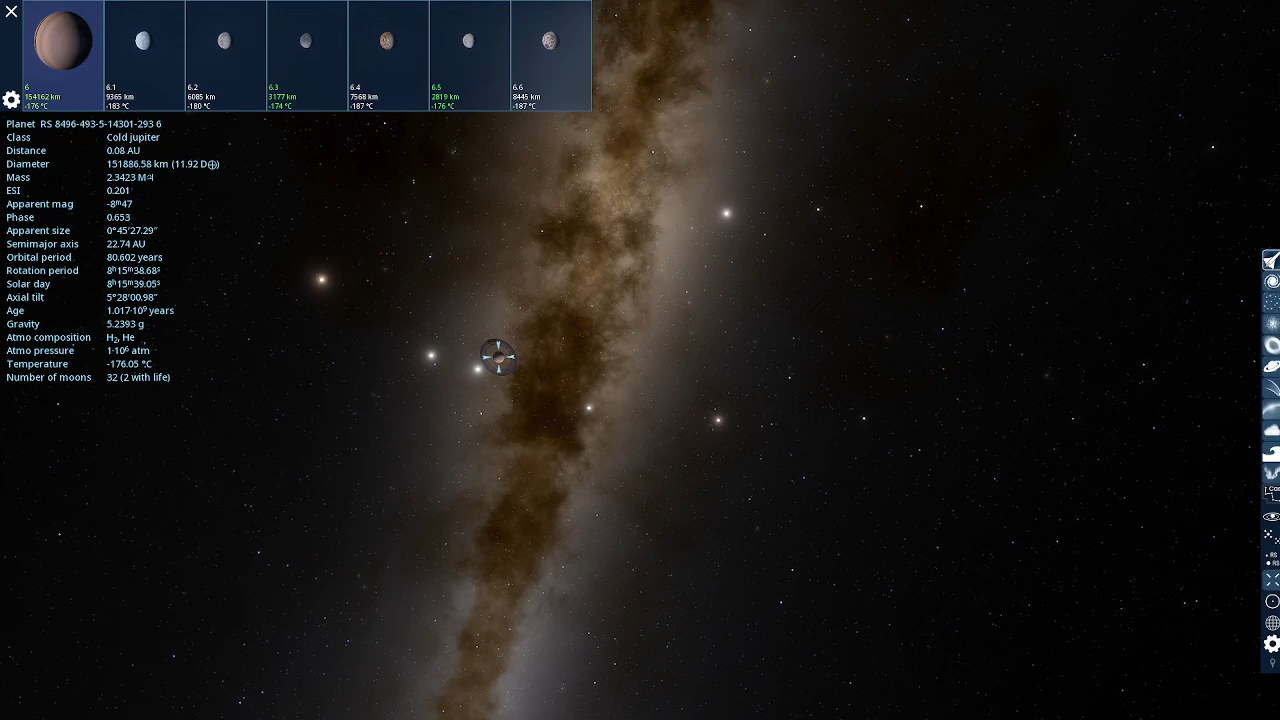 6
154162 km
-176 °C
6.1
9365 km
-183 °C
6.2
6085 km
-180 °C
6.3
3177 km
-174 °C
6.4
7568 km
-187 °C
6.5
2819 km
-176 °C
6.6
8445 km
-187 °C
Planet RS 8496-493-5-14301-293 6
Class Cold jupiter
Distance 0.08 AU
Diameter 151886.58 km (11.92 D⊕)
Mass 2.3423 M♃
ESI 0.201
Apparent mag -8ᵐ47
Phase 0.653
Apparent size 0°45′27.29″
Semimajor axis 22.74 AU
Orbital period 80.602 years
Rotation period 8ʰ15ᵐ38.68ˢ
Solar day 8ʰ15ᵐ39.05ˢ
Axial tilt 5°28′00.98″
Age 1.017·10⁹ years
Gravity 5.2393 g
Atmo composition H₂, He
Atmo pressure 1·10⁶ atm
Temperature -176.05 °C
Number of moons 32 (2 with life)
RS
RS